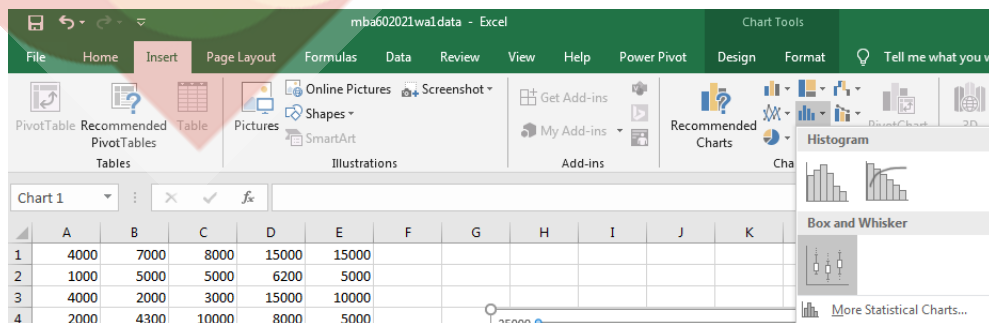 mba602021wa1data - Excel
Chart Tools
File Home Insert Page Layout Formulas Data Review View Help Power Pivot Design Format Tell me what you
Online Pictures Screenshot
Get Add-ins
Shapes
PivotTable Recommended PivotTables Table Pictures
SmartArt
My Add-ins
Recommended Charts
PivotChart 3D
Tables Illustrations Add-ins Cha
Histogram
Chart 1 fx
Box and Whisker
A B C D E F G H I J K
1 4000 7000 8000 15000 15000
2 1000 5000 5000 6200 5000
3 4000 2000 3000 15000 10000
4 2000 4300 10000 8000 5000
25000
More Statistical Charts...